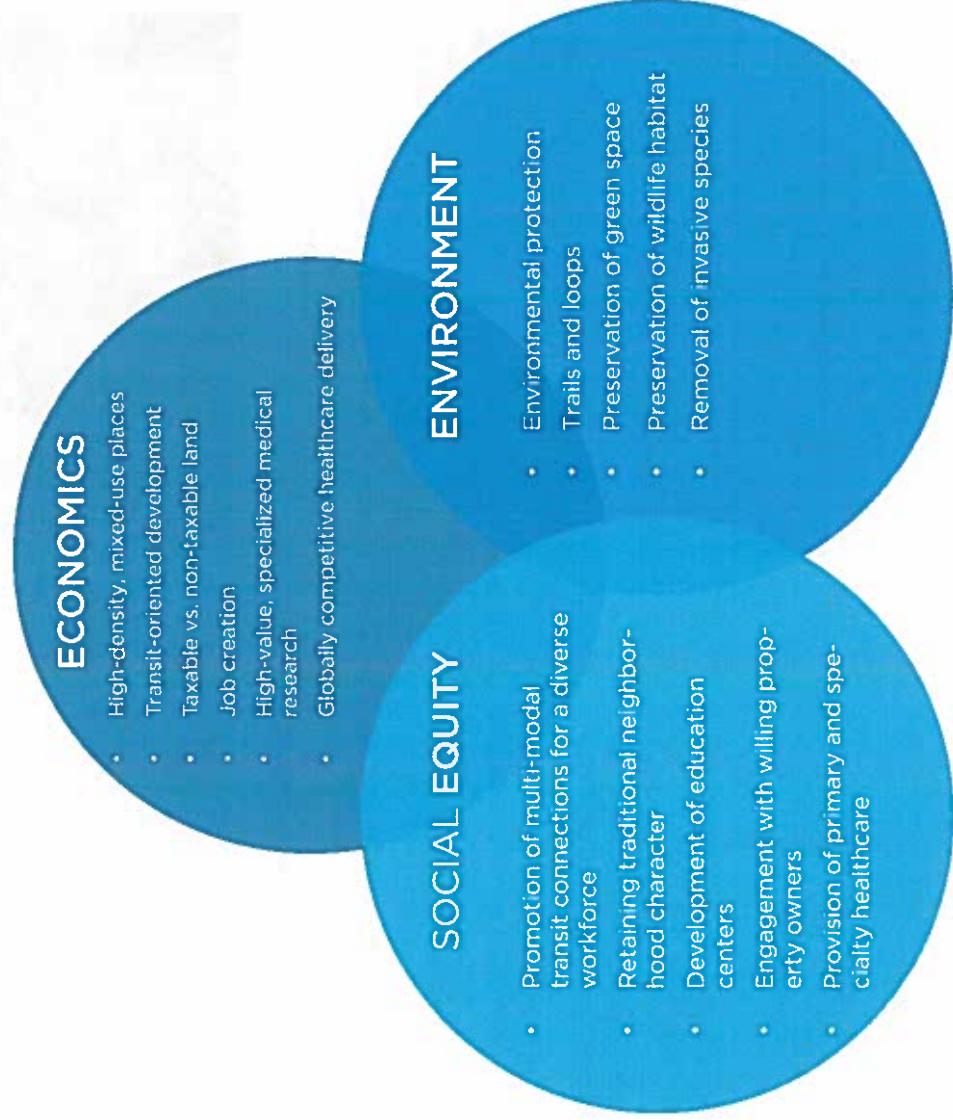 ECONOMICS
• High-density, mixed-use places
• Transit-oriented development
• Taxable vs. non-taxable land
• Job creation
• High-value, specialized medical
research
• Globally competitive healthcare delivery
SOCIAL EQUITY
• Promotion of multi-modal
transit connections for a diverse
workforce
• Retaining traditional neighbor-
hood character
• Development of education
centers
• Engagement with willing prop-
erty owners
• Provision of primary and spe-
cialty healthcare
ENVIRONMENT
• Environmental protection
• Trails and loops
• Preservation of green space
• Preservation of wildlife habitat
• Removal of invasive species